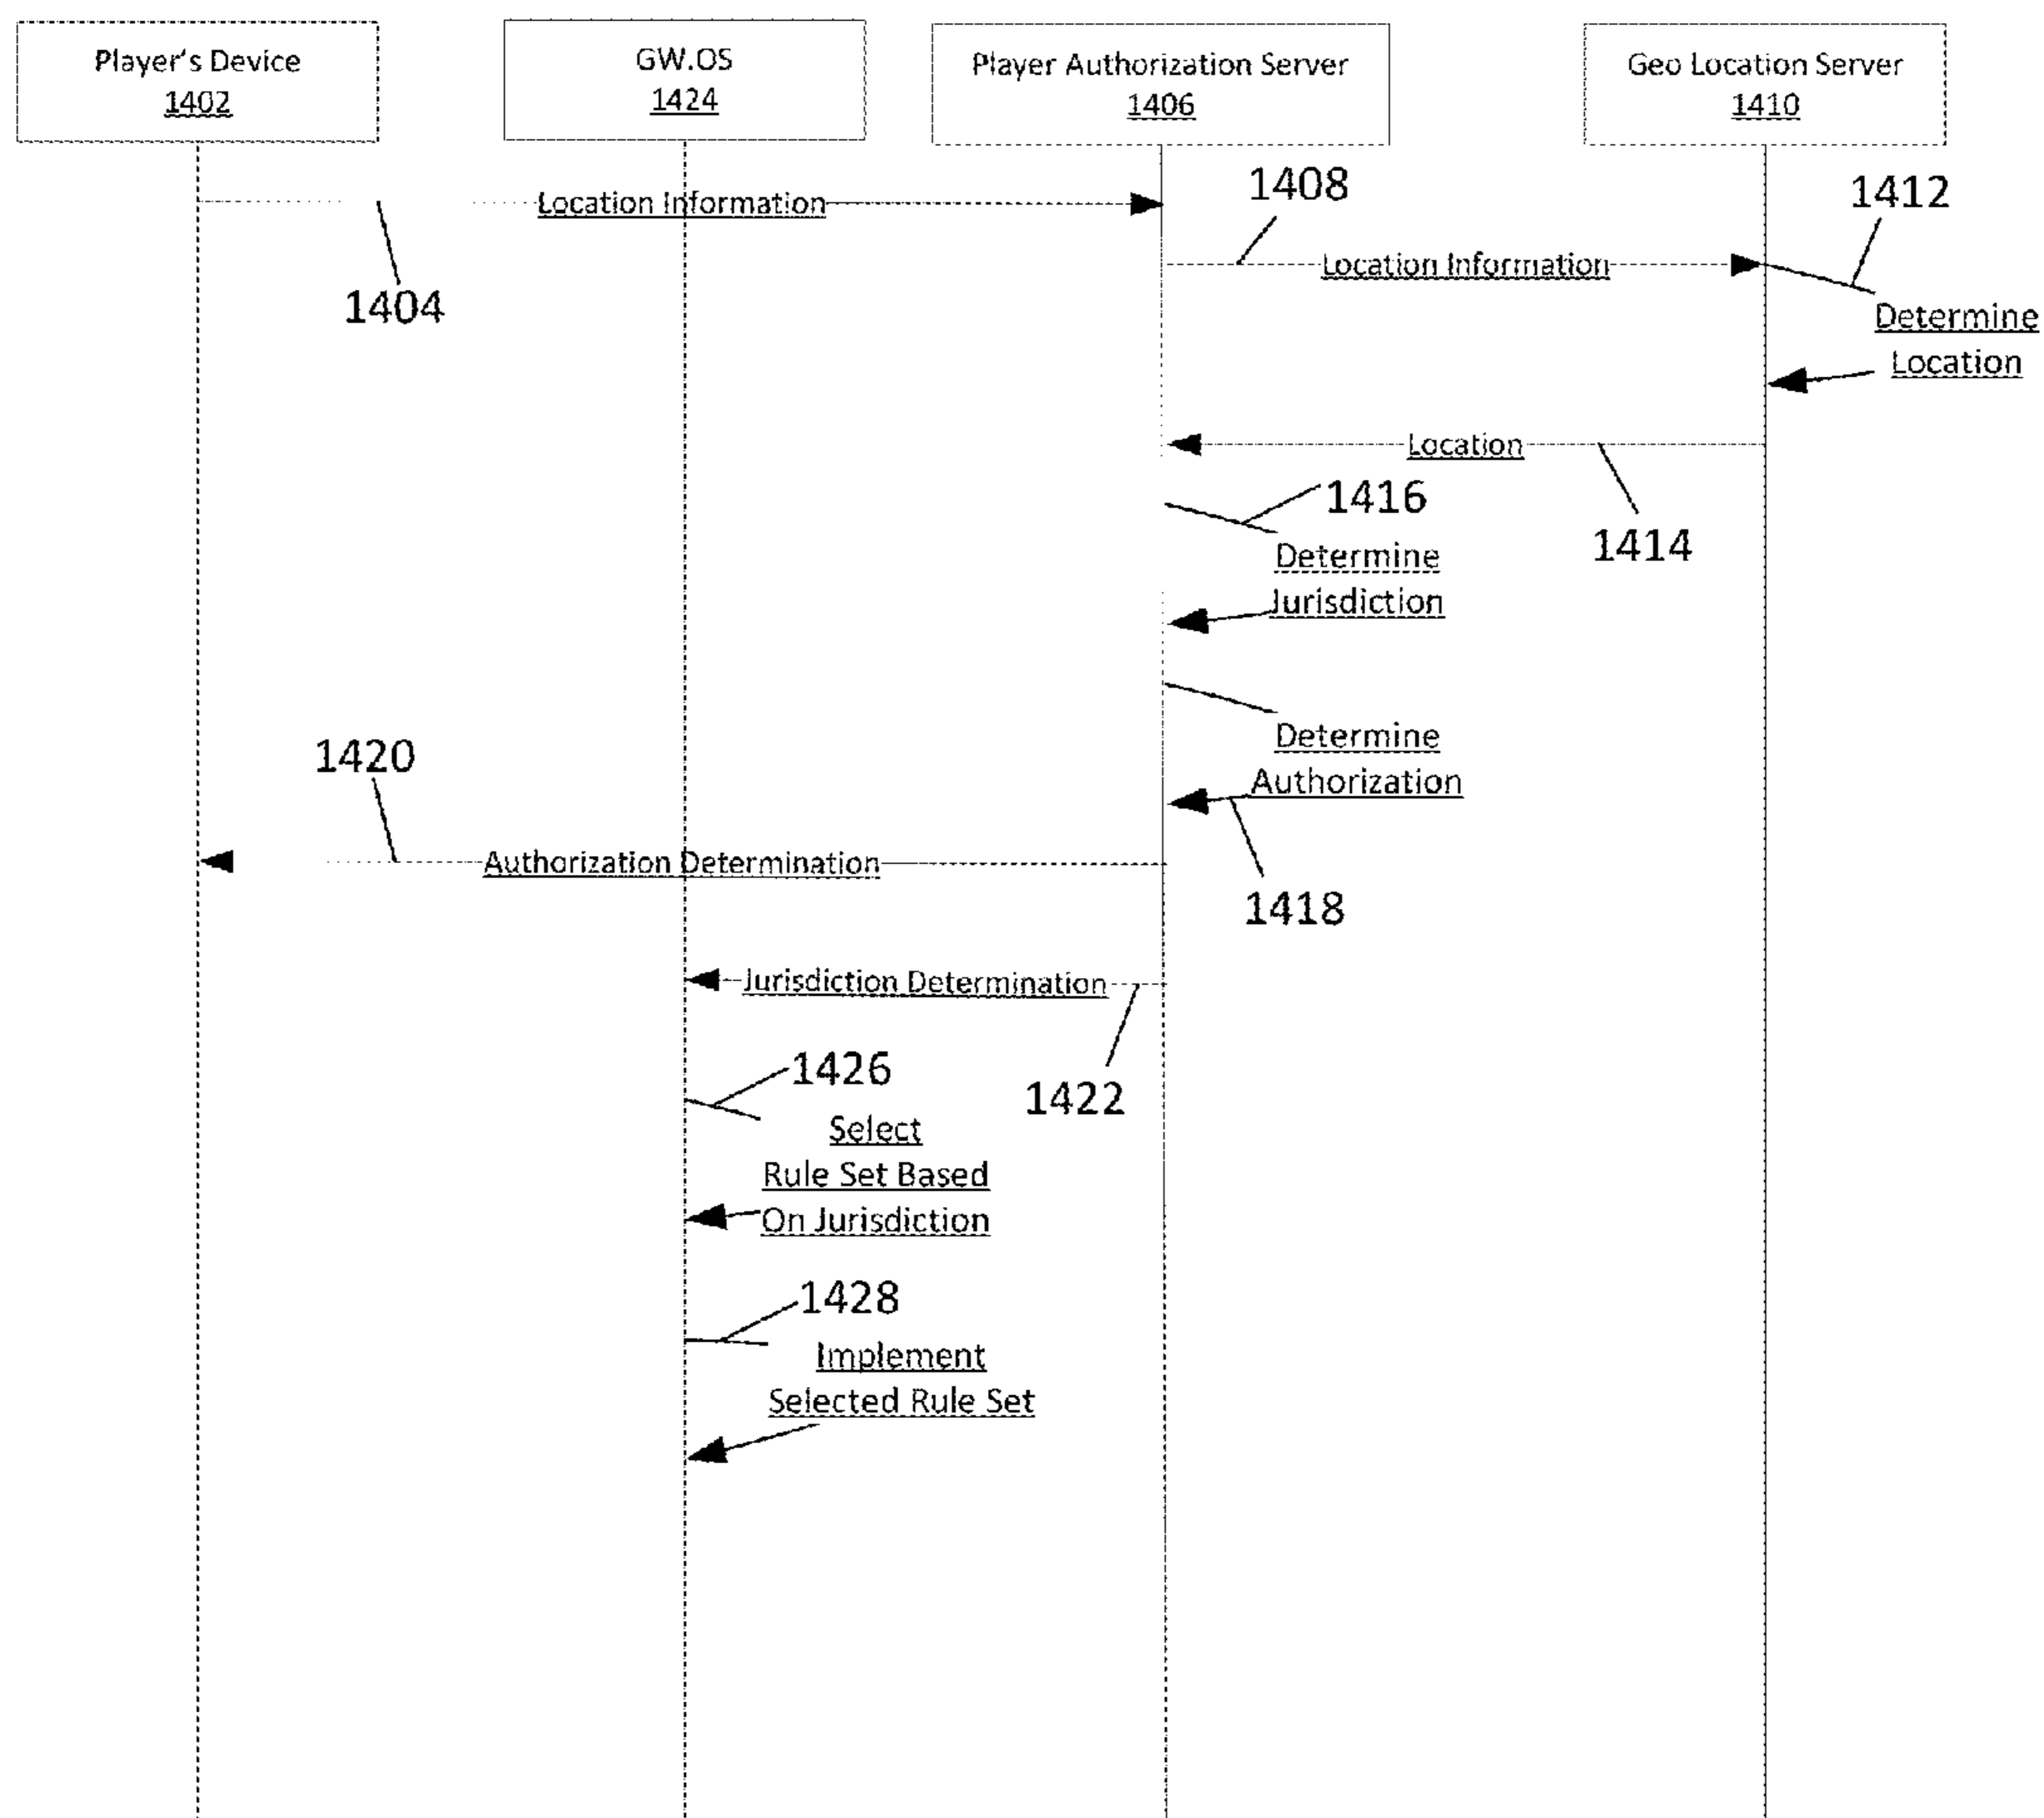 Player's Device
1402
GW.OS
1424
Player Authorization Server
1406
Geo Location Server
1410
Location Information
1404
1408
Location Information
1412
Determine
Location
Location
1414
1416
Determine
Jurisdiction
Determine
Authorization
1418
1420
Authorization Determination
Jurisdiction Determination
1422
1426
Select
Rule Set Based
On Jurisdiction
1428
Implement
Selected Rule Set